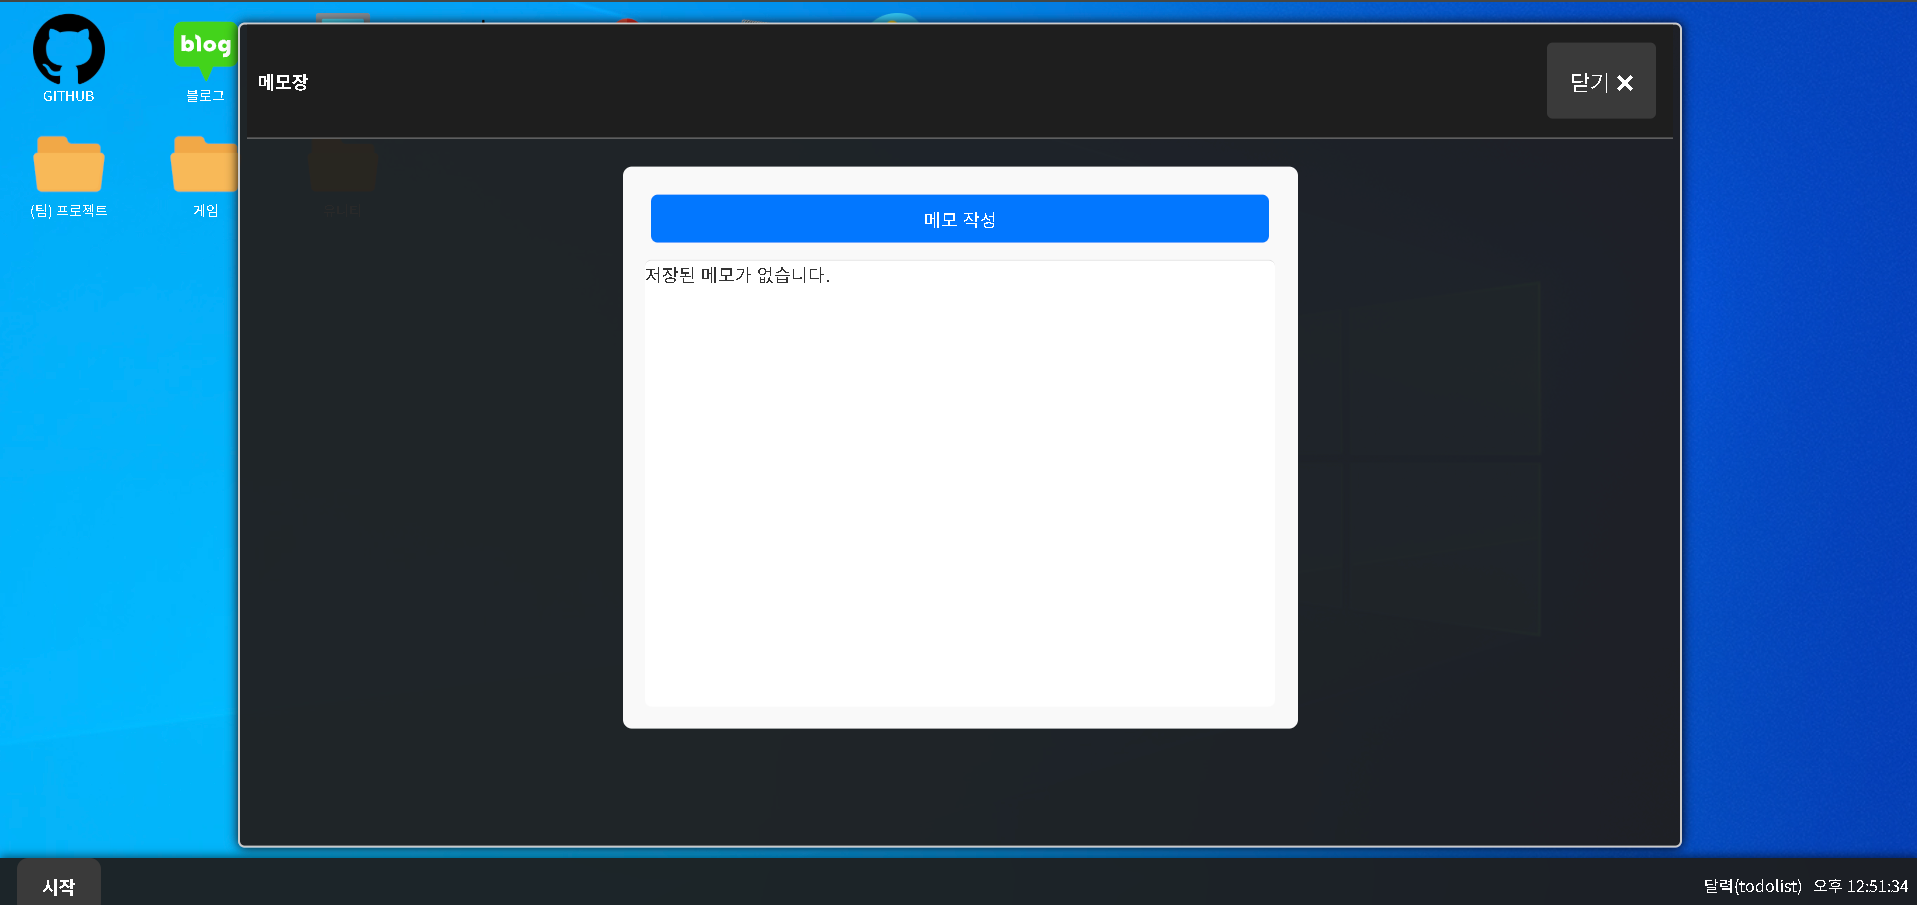 GITHUB
blog
블로그
(팀) 프로젝트
게임
메모장
닫기 ×
메모 작성
저장된 메모가 없습니다.
시작
달력(todolist) 오후 12:51:34